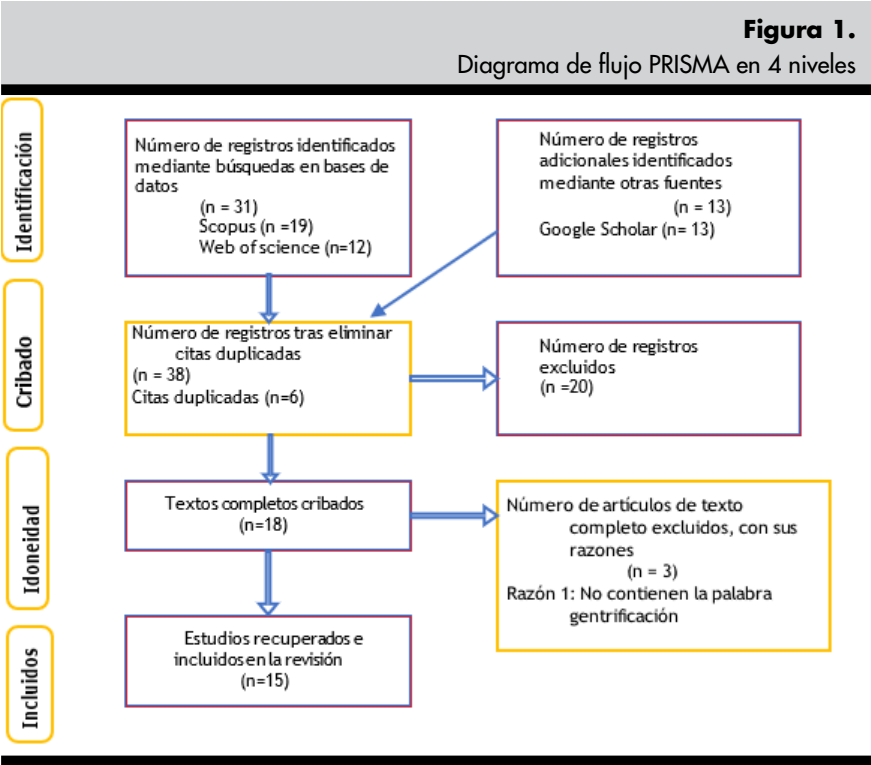 Figura 1.
Diagrama de flujo PRISMA en 4 niveles
Identificación
Número de registros identificados
mediante búsquedas en bases de
datos
(n = 31)
Scopus (n =19)
Web of science (n=12)
Número de registros
adicionales identificados
mediante otras fuentes
(n = 13)
Google Scholar (n= 13)
Cribado
Número de registros tras eliminar
citas duplicadas
(n = 38)
Citas duplicadas (n=6)
Número de registros
excluidos
(n =20)
Idoneidad
Textos completos cribados
(n=18)
Número de artículos de texto
completo excluidos, con sus
razones
(n = 3)
Razón 1: No contienen la palabra
gentrificación
Incluidos
Estudios recuperados e
incluidos en la revisión
(n=15)